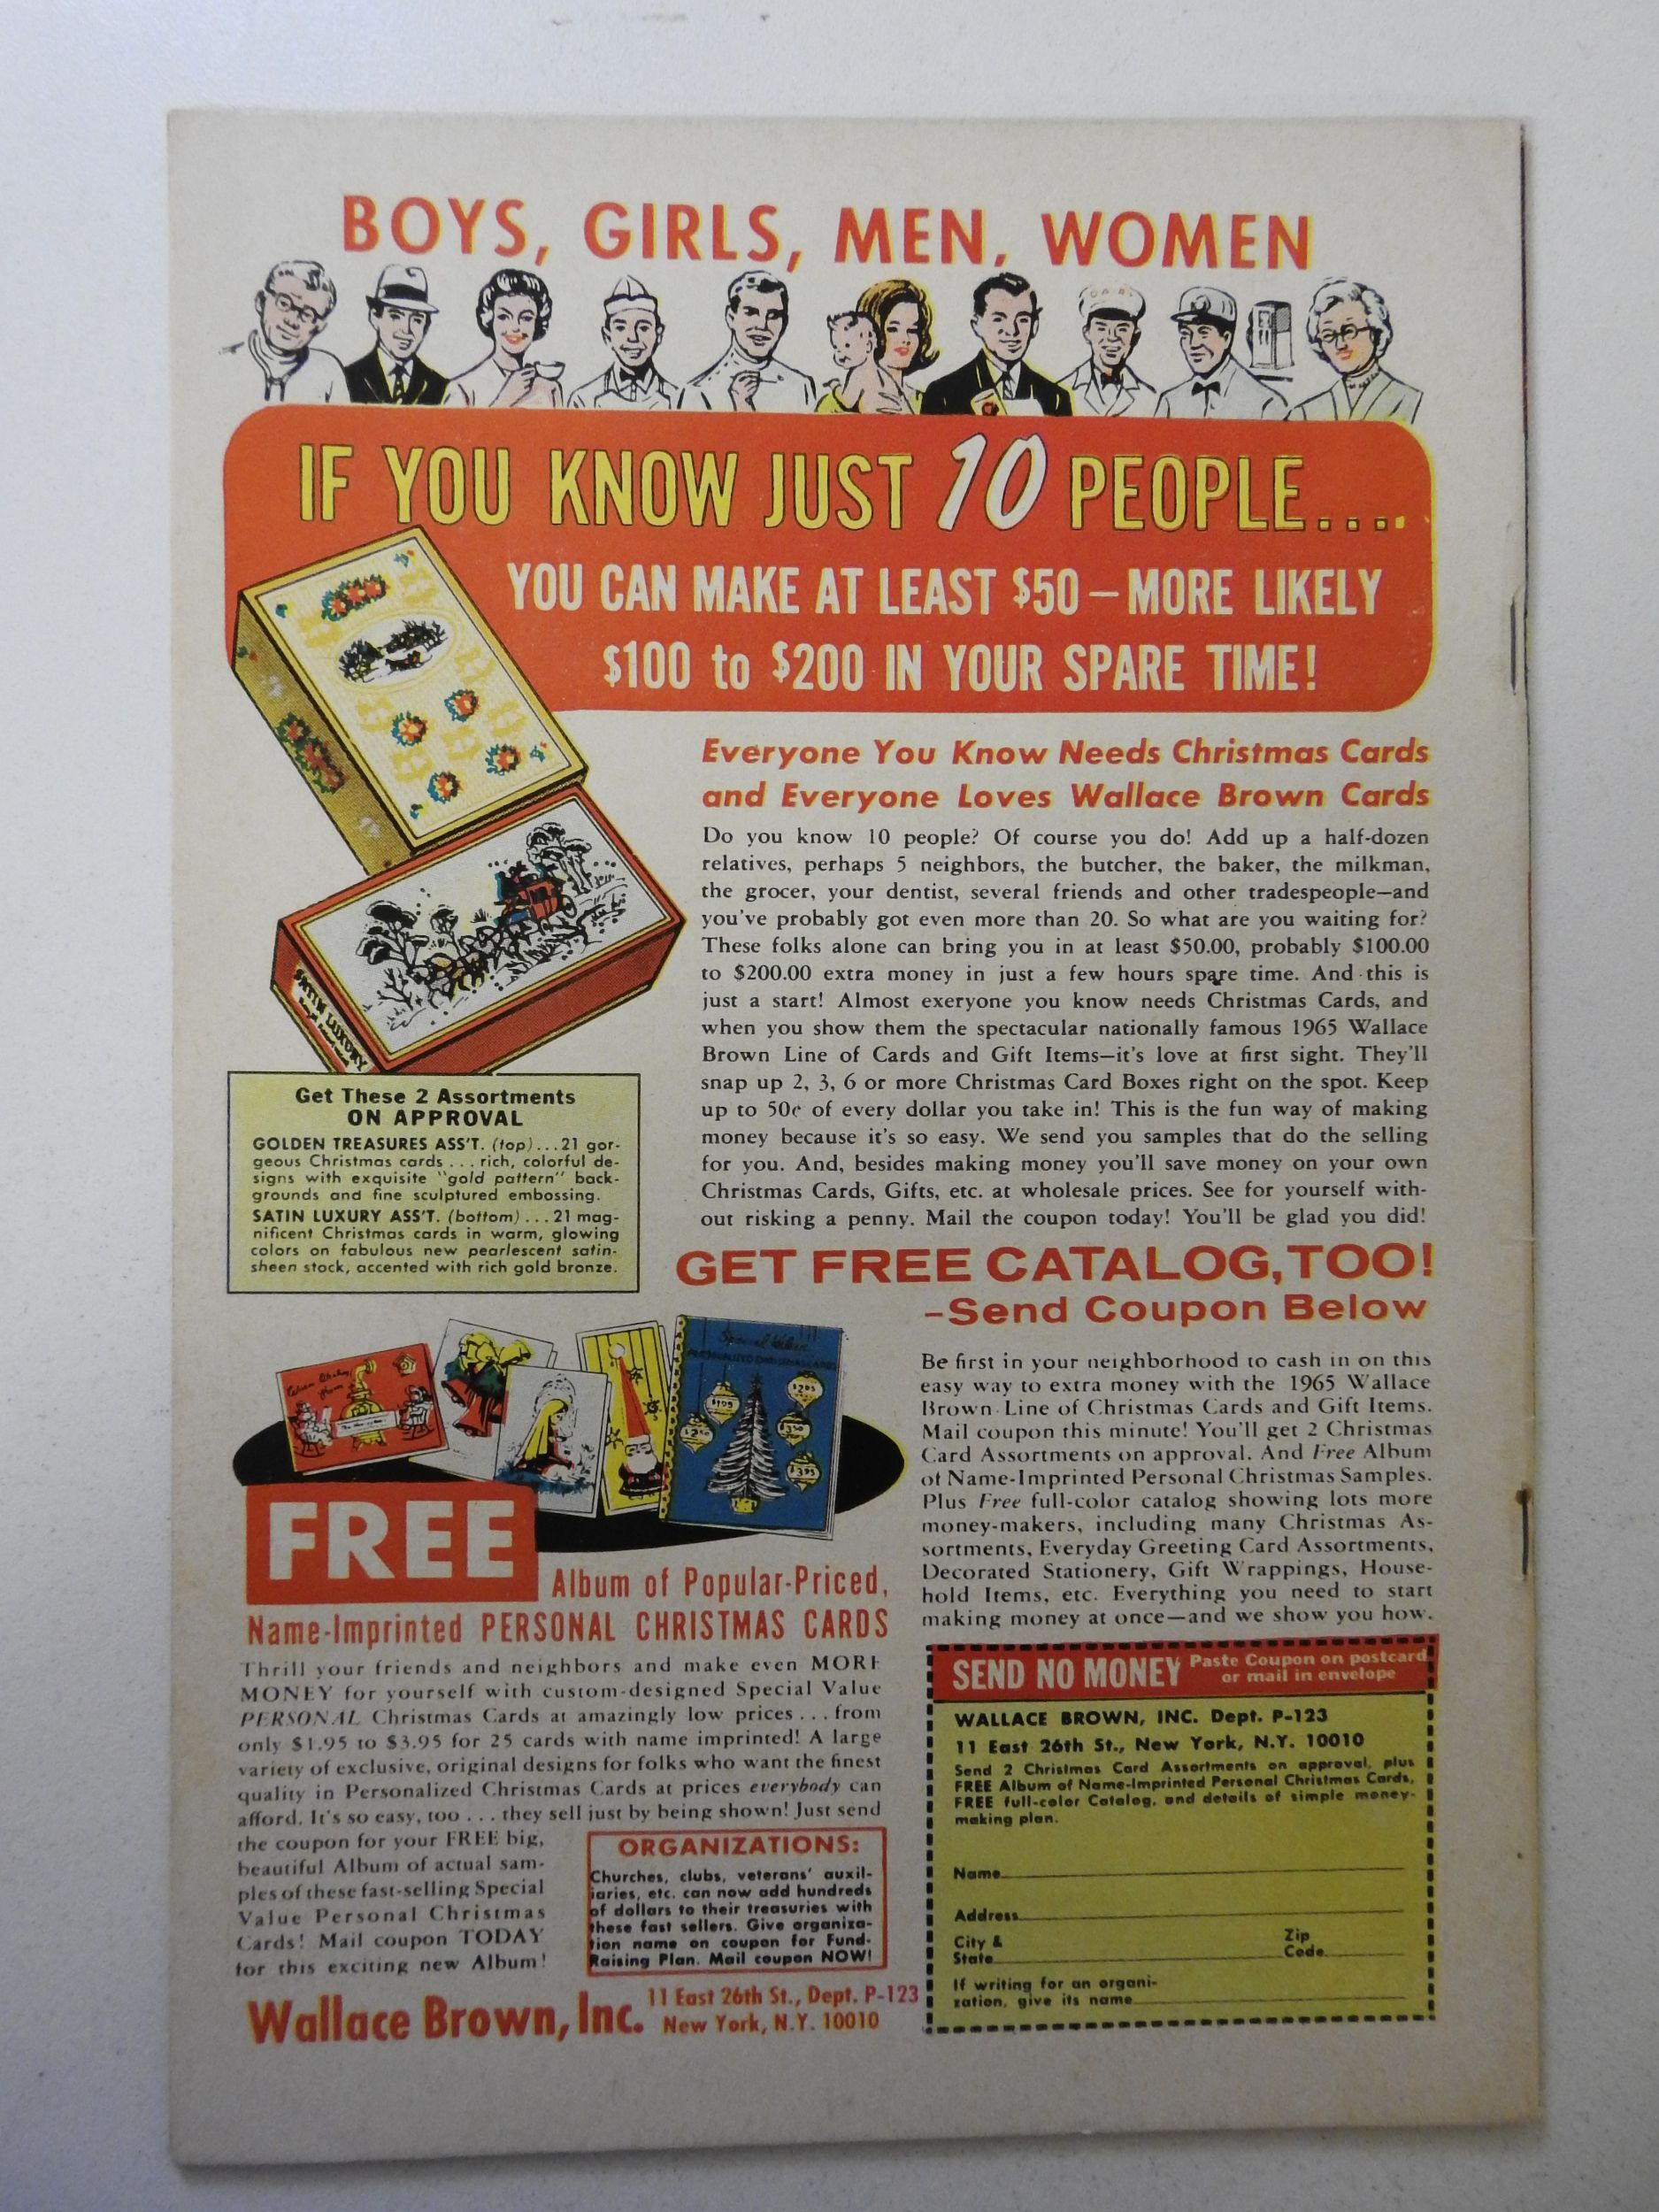 BOYS, GIRLS, MEN, WOMEN
IF YOU KNOW JUST 10 PEOPLE....
YOU CAN MAKE AT LEAST $50 — MORE LIKELY
$100 to $200 IN YOUR SPARE TIME!
SATIN LUXURY
Everyone You Know Needs Christmas Cards
and Everyone Loves Wallace Brown Cards
Do you know 10 people? Of course you do! Add up a half-dozen
relatives, perhaps 5 neighbors, the butcher, the baker, the milkman,
the grocer, your dentist, several friends and other tradespeople—and
you've probably got even more than 20. So what are you waiting for?
These folks alone can bring you in at least $50.00, probably $100.00
to $200.00 extra money in just a few hours spare time. And this is
just a start! Almost exeryone you know needs Christmas Cards, and
when you show them the spectacular nationally famous 1965 Wallace
Brown Line of Cards and Gift Items—it's love at first sight. They'll
snap up 2, 3, 6 or more Christmas Card Boxes right on the spot. Keep
up to 50¢ of every dollar you take in! This is the fun way of making
money because it's so easy. We send you samples that do the selling
for you. And, besides making money you'll save money on your own
Christmas Cards, Gifts, etc. at wholesale prices. See for yourself with-
out risking a penny. Mail the coupon today! You'll be glad you did!
Get These 2 Assortments
ON APPROVAL
GOLDEN TREASURES ASS'T. (top)...21 gor-
geous Christmas cards . . . rich, colorful de-
signs with exquisite "gold pattern" back-
grounds and fine sculptured embossing.
SATIN LUXURY ASS'T. (bottom)...21 mag-
nificent Christmas cards in warm, glowing
colors on fabulous new pearlescent satin-
sheen stock, accented with rich gold bronze.
GET FREE CATALOG, TOO!
–Send Coupon Below
Be first in your neighborhood to cash in on this
easy way to extra money with the 1965 Wallace
Brown Line of Christmas Cards and Gift Items.
Mail coupon this minute! You'll get 2 Christmas
Card Assortments on approval. And Free Album
of Name-Imprinted Personal Christmas Samples.
Plus Free full-color catalog showing lots more
money-makers, including many Christmas As-
sortments, Everyday Greeting Card Assortments,
Decorated Stationery, Gift Wrappings, House-
hold Items, etc. Everything you need to start
making money at once—and we show you how.
Special Value
PERSONALIZED CHRISTMAS CARDS
$1.95
$2.95
$3.50
$3.95
FREE
Album of Popular-Priced,
Name-Imprinted PERSONAL CHRISTMAS CARDS
Thrill your friends and neighbors and make even MORE
MONEY for yourself with custom-designed Special Value
PERSONAL Christmas Cards at amazingly low prices . . . from
only $1.95 to $3.95 for 25 cards with name imprinted! A large
variety of exclusive, original designs for folks who want the finest
quality in Personalized Christmas Cards at prices everybody can
afford. It's so easy, too . . . they sell just by being shown! Just send
the coupon for your FREE big,
beautiful Album of actual sam-
ples of these fast-selling Special
Value Personal Christmas
Cards! Mail coupon TODAY
for this exciting new Album!
ORGANIZATIONS:
Churches, clubs, veterans' auxil-
iaries, etc. can now add hundreds
of dollars to their treasuries with
these fast sellers. Give organiza-
tion name on coupon for Fund-
Raising Plan. Mail coupon NOW!
Wallace Brown, Inc.
11 East 26th St., Dept. P-123
New York, N.Y. 10010
SEND NO MONEY Paste Coupon on postcard
or mail in envelope
WALLACE BROWN, INC. Dept. P-123
11 East 26th St., New York, N.Y. 10010
Send 2 Christmas Card Assortments on approval, plus
FREE Album of Name-Imprinted Personal Christmas Cards,
FREE full-color Catalog, and details of simple money-
making plan.
Name
Address
City &
State
Zip
Code
If writing for an organi-
zation, give its name